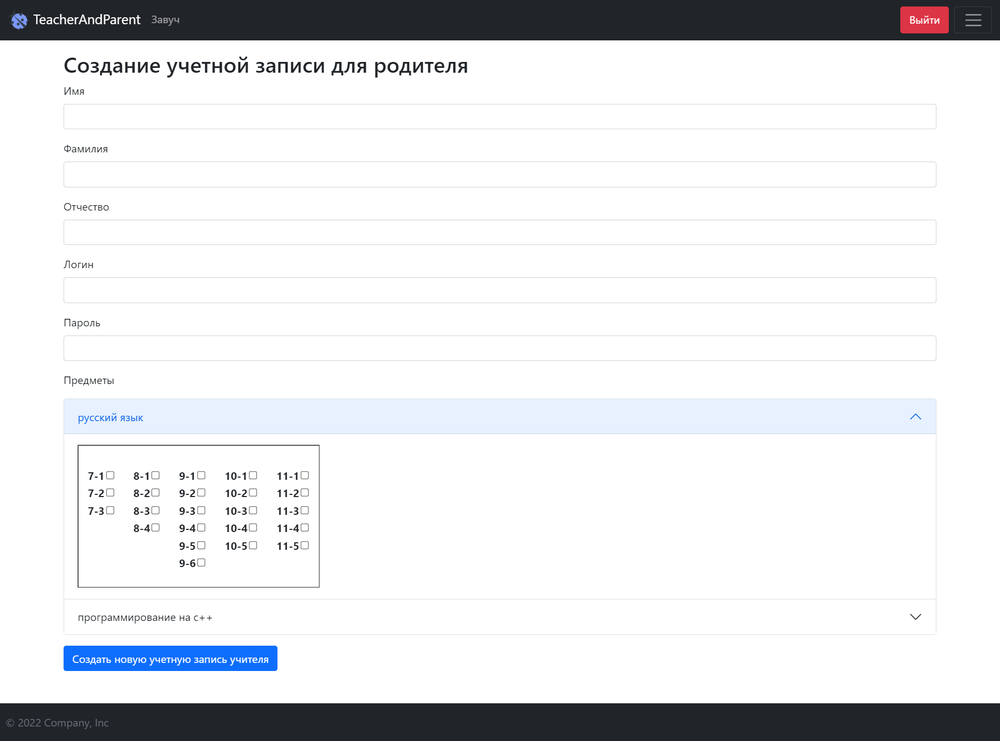 TeacherAndParent Завуч Выйти
Создание учетной записи для родителя
Имя
Фамилия
Отчество
Логин
Пароль
Предметы
русский язык
7-1 8-1 9-1 10-1 11-1
7-2 8-2 9-2 10-2 11-2
7-3 8-3 9-3 10-3 11-3
8-4 9-4 10-4 11-4
9-5 10-5 11-5
9-6
программирование на с++
Создать новую учетную запись учителя
© 2022 Company, Inc